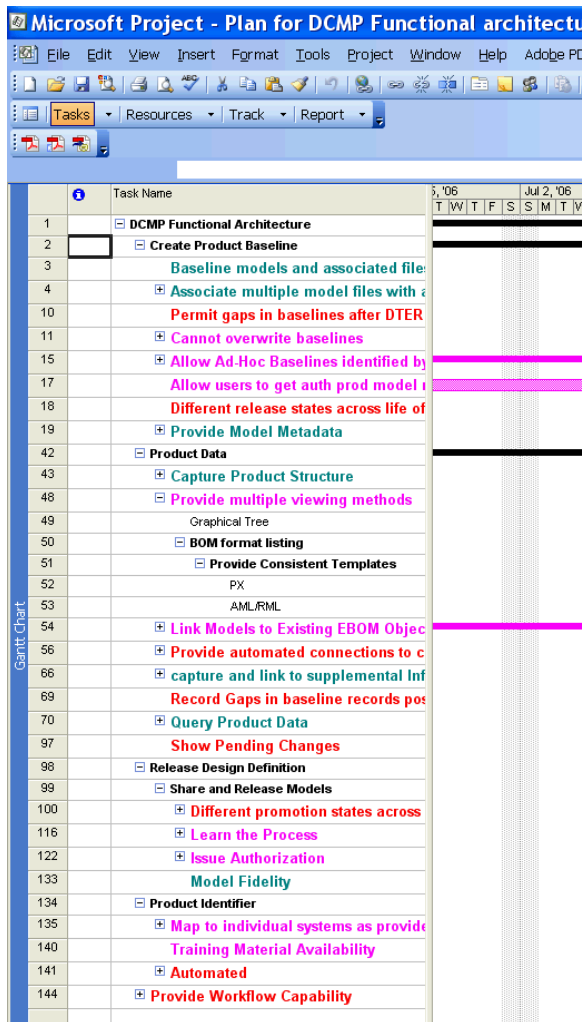 Microsoft Project - Plan for DCMP Functional architectu
File Edit View Insert Format Tools Project Window Help Adobe PD
Tasks Resources Track Report
Task Name 5, '06 Jul 2, '06
T W T F S S M T W
1 DCMP Functional Architecture
2 Create Product Baseline
3 Baseline models and associated files
4 Associate multiple model files with a
10 Permit gaps in baselines after DTER
11 Cannot overwrite baselines
15 Allow Ad-Hoc Baselines identified by
17 Allow users to get auth prod model r
18 Different release states across life of
19 Provide Model Metadata
42 Product Data
43 Capture Product Structure
48 Provide multiple viewing methods
49 Graphical Tree
50 BOM format listing
51 Provide Consistent Templates
52 PX
53 AML/RML
54 Link Models to Existing EBOM Objec
56 Provide automated connections to c
66 capture and link to supplemental Inf
69 Record Gaps in baseline records pos
70 Query Product Data
97 Show Pending Changes
98 Release Design Definition
99 Share and Release Models
100 Different promotion states across
116 Learn the Process
122 Issue Authorization
133 Model Fidelity
134 Product Identifier
135 Map to individual systems as provide
140 Training Material Availability
141 Automated
144 Provide Workflow Capability
Gantt Chart